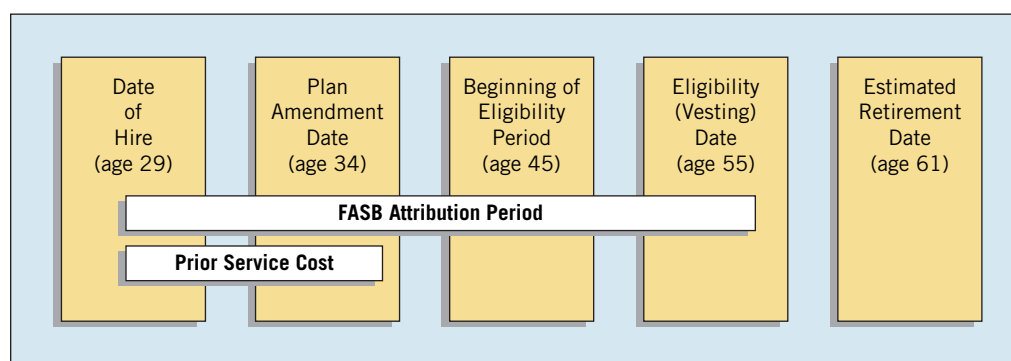 Date
of
Hire
(age 29)
Plan
Amendment
Date
(age 34)
Beginning of
Eligibility
Period
(age 45)
Eligibility
(Vesting)
Date
(age 55)
Estimated
Retirement
Date
(age 61)
FASB Attribution Period
Prior Service Cost